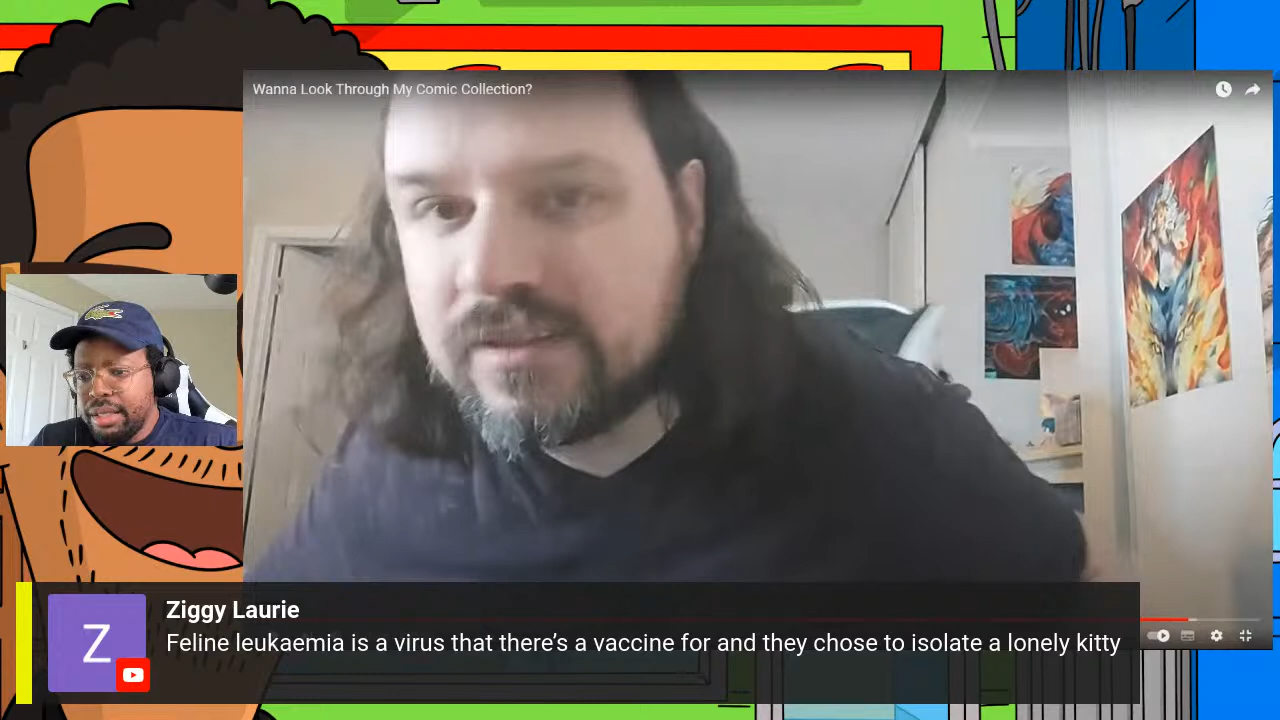 Wanna Look Through My Comic Collection?
Z
Ziggy Laurie
Feline leukaemia is a virus that there’s a vaccine for and they chose to isolate a lonely kitty